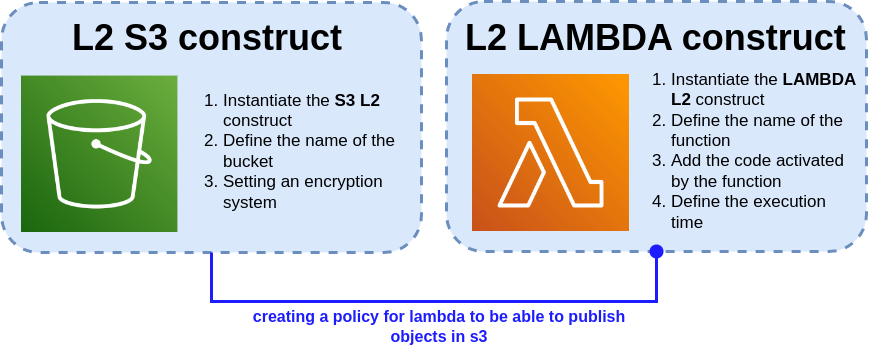 L2 S3 construct
1. Instantiate the S3 L2
construct
2. Define the name of the
bucket
3. Setting an encryption
system
L2 LAMBDA construct
1. Instantiate the LAMBDA
L2 construct
2. Define the name of the
function
3. Add the code activated
by the function
4. Define the execution
time
creating a policy for lambda to be able to publish
objects in s3